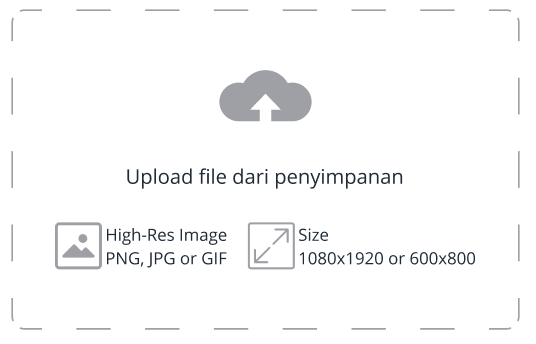 Upload file dari penyimpanan
High-Res Image
PNG, JPG or GIF
Size
1080x1920 or 600x800